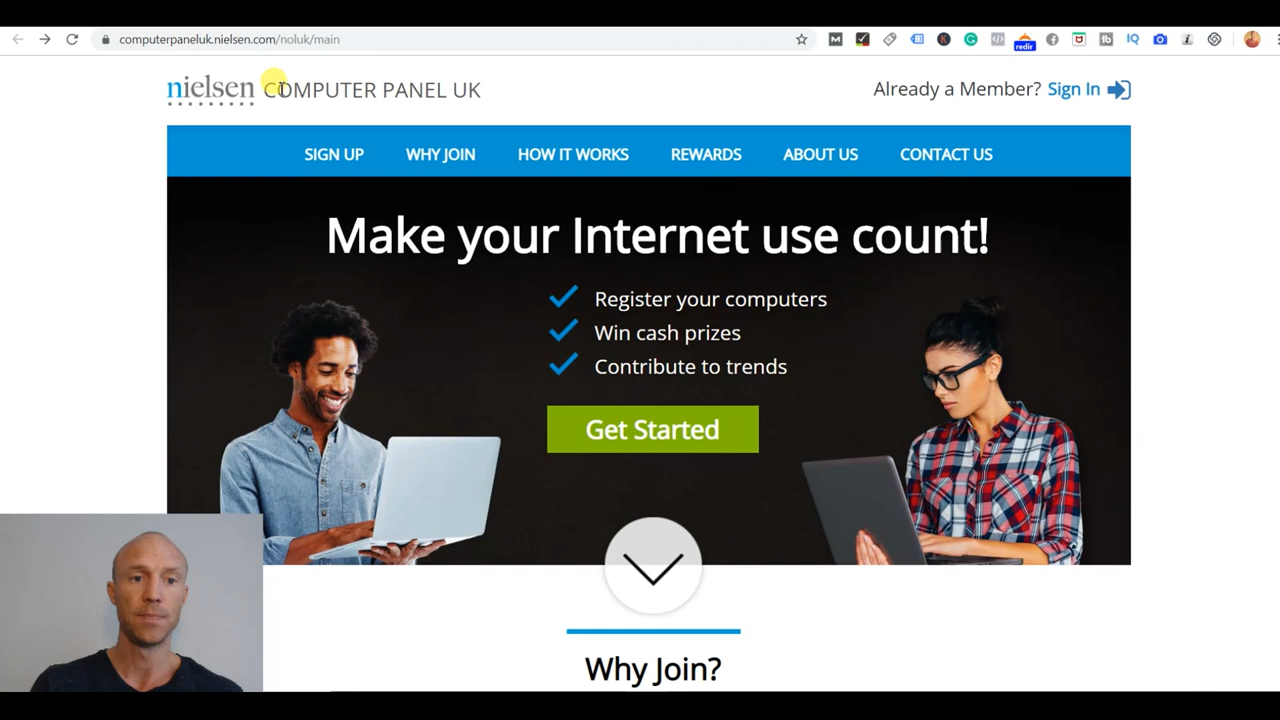 computerpaneluk.nielsen.com/noluk/main
redir
nielsen COMPUTER PANEL UK
Already a Member? Sign In
SIGN UP WHY JOIN HOW IT WORKS REWARDS ABOUT US CONTACT US
Make your Internet use count!
Register your computers
Win cash prizes
Contribute to trends
Get Started
Why Join?